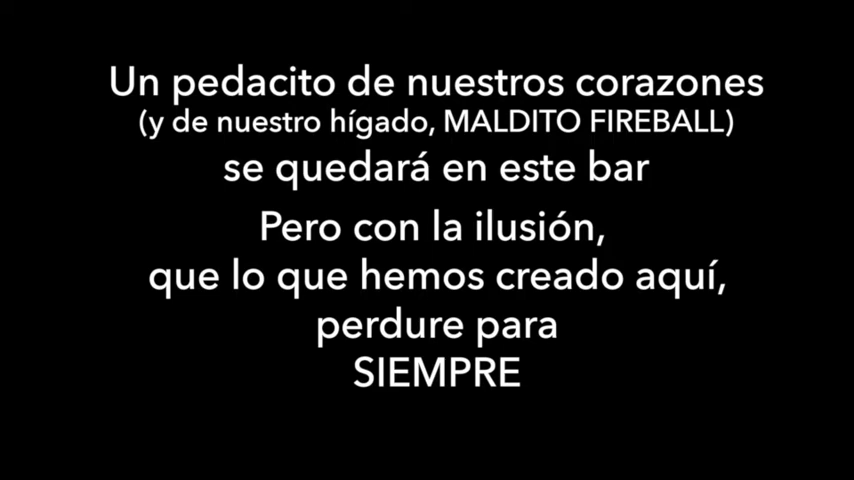 Un pedacito de nuestros corazones
(y de nuestro hígado, MALDITO FIREBALL)
se quedará en este bar
Pero con la ilusión,
que lo que hemos creado aquí,
perdure para
SIEMPRE